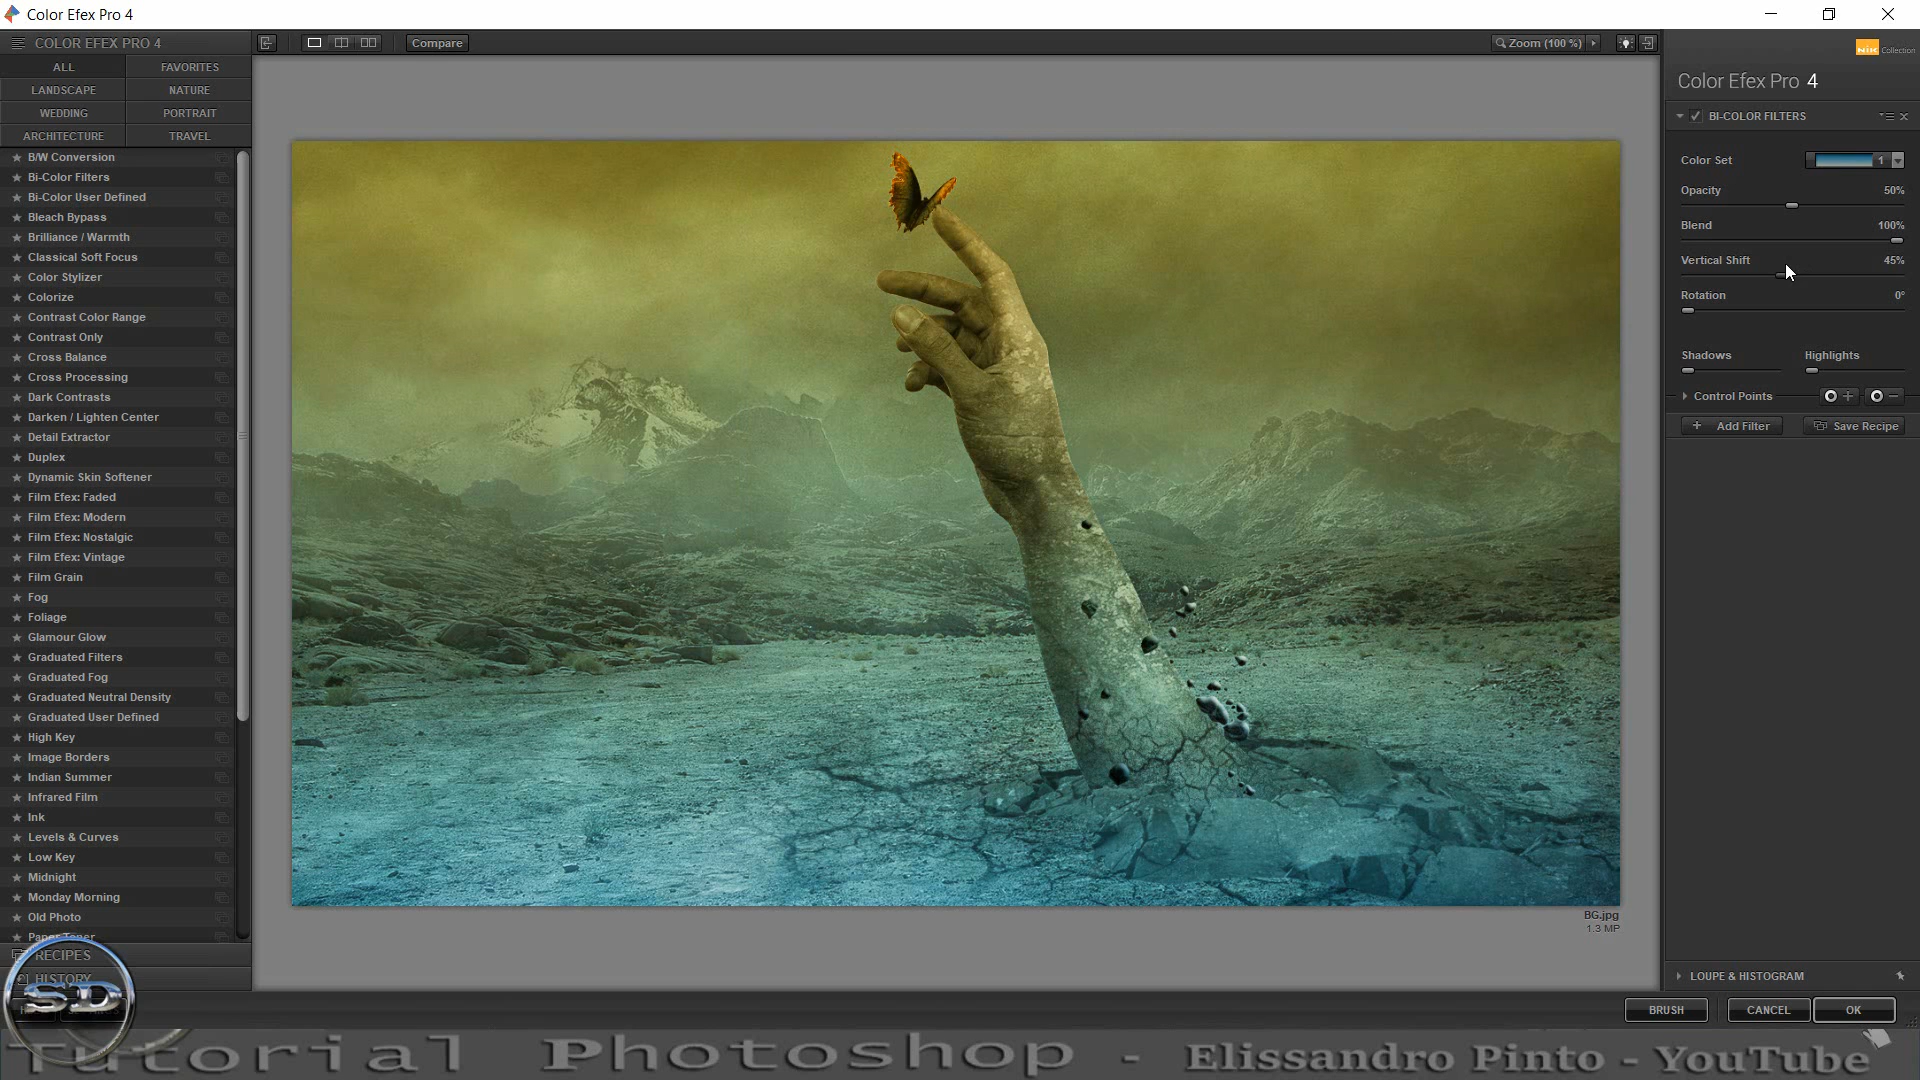 Color Efex Pro 4
COLOR EFEX PRO 4
Compare
Zoom (100 %)
ALL
FAVORITES
LANDSCAPE
NATURE
WEDDING
PORTRAIT
ARCHITECTURE
TRAVEL
B/W Conversion
Bi-Color Filters
Bi-Color User Defined
Bleach Bypass
Brilliance / Warmth
Classical Soft Focus
Color Stylizer
Colorize
Contrast Color Range
Contrast Only
Cross Balance
Cross Processing
Dark Contrasts
Darken / Lighten Center
Detail Extractor
Duplex
Dynamic Skin Softener
Film Efex: Faded
Film Efex: Modern
Film Efex: Nostalgic
Film Efex: Vintage
Film Grain
Fog
Foliage
Glamour Glow
Graduated Filters
Graduated Fog
Graduated Neutral Density
Graduated User Defined
High Key
Image Borders
Indian Summer
Infrared Film
Ink
Levels & Curves
Low Key
Midnight
Monday Morning
Old Photo
Paper Toner
RECIPES
HISTORY
SD
BG.jpg
1.3 MP
Nik Collection
Color Efex Pro 4
BI-COLOR FILTERS
Color Set 1
Opacity 50%
Blend 100%
Vertical Shift 45%
Rotation 0°
Shadows Highlights
Control Points
Add Filter
Save Recipe
LOUPE & HISTOGRAM
BRUSH
CANCEL
OK
Tutorial Photoshop - Elissandro Pinto - YouTube